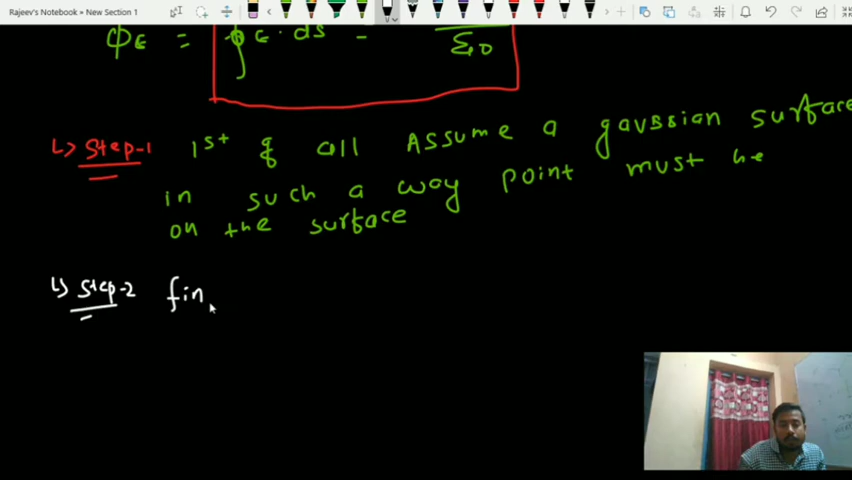 Rajeev's Notebook » New Section 1
ΦE = ∮ E · ds = ε0
↳ Step-1 1st of all Assume a gaussian surface
in such a way point must be
on the surface
↳ Step-2 fin